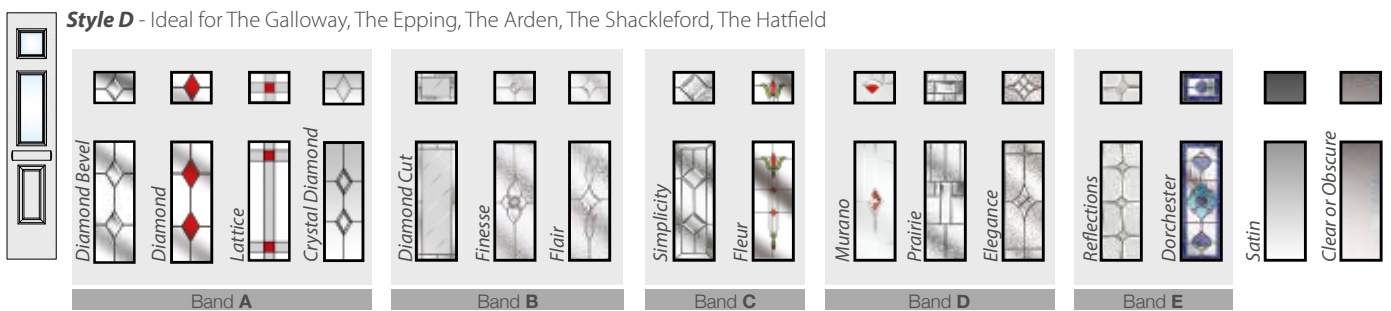 Style D - Ideal for The Galloway, The Epping, The Arden, The Shackleford, The Hatfield
Diamond Bevel
Diamond
Lattice
Crystal Diamond
Diamond Cut
Finesse
Flair
Simplicity
Fleur
Murano
Prairie
Elegance
Reflections
Dorchester
Satin
Clear or Obscure
Band A
Band B
Band C
Band D
Band E